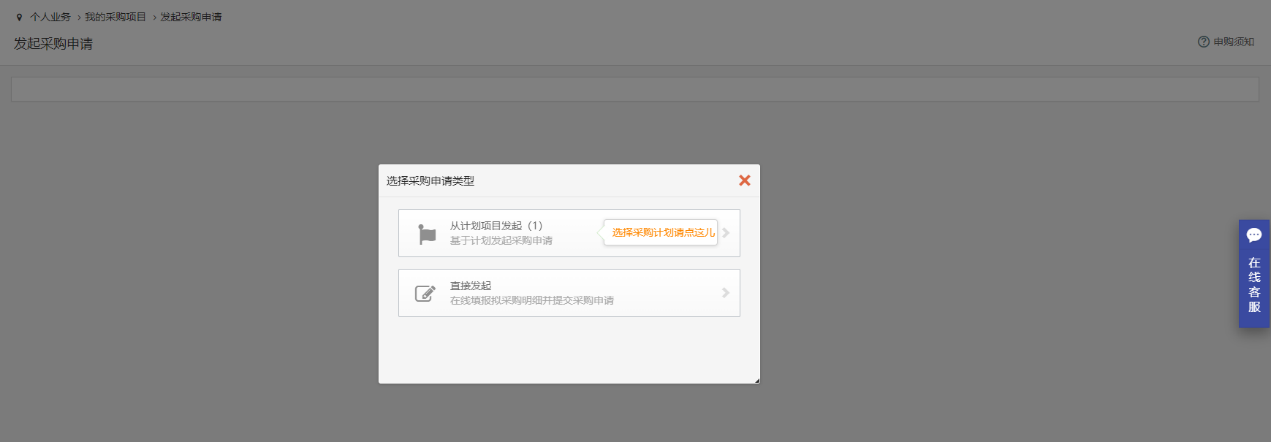 个人业务 › 我的采购项目 › 发起采购申请
发起采购申请
申购须知
选择采购申请类型
从计划项目发起（1）
基于计划发起采购申请
选择采购计划请点这儿
直接发起
在线填报拟采购明细并提交采购申请
在
线
客
服